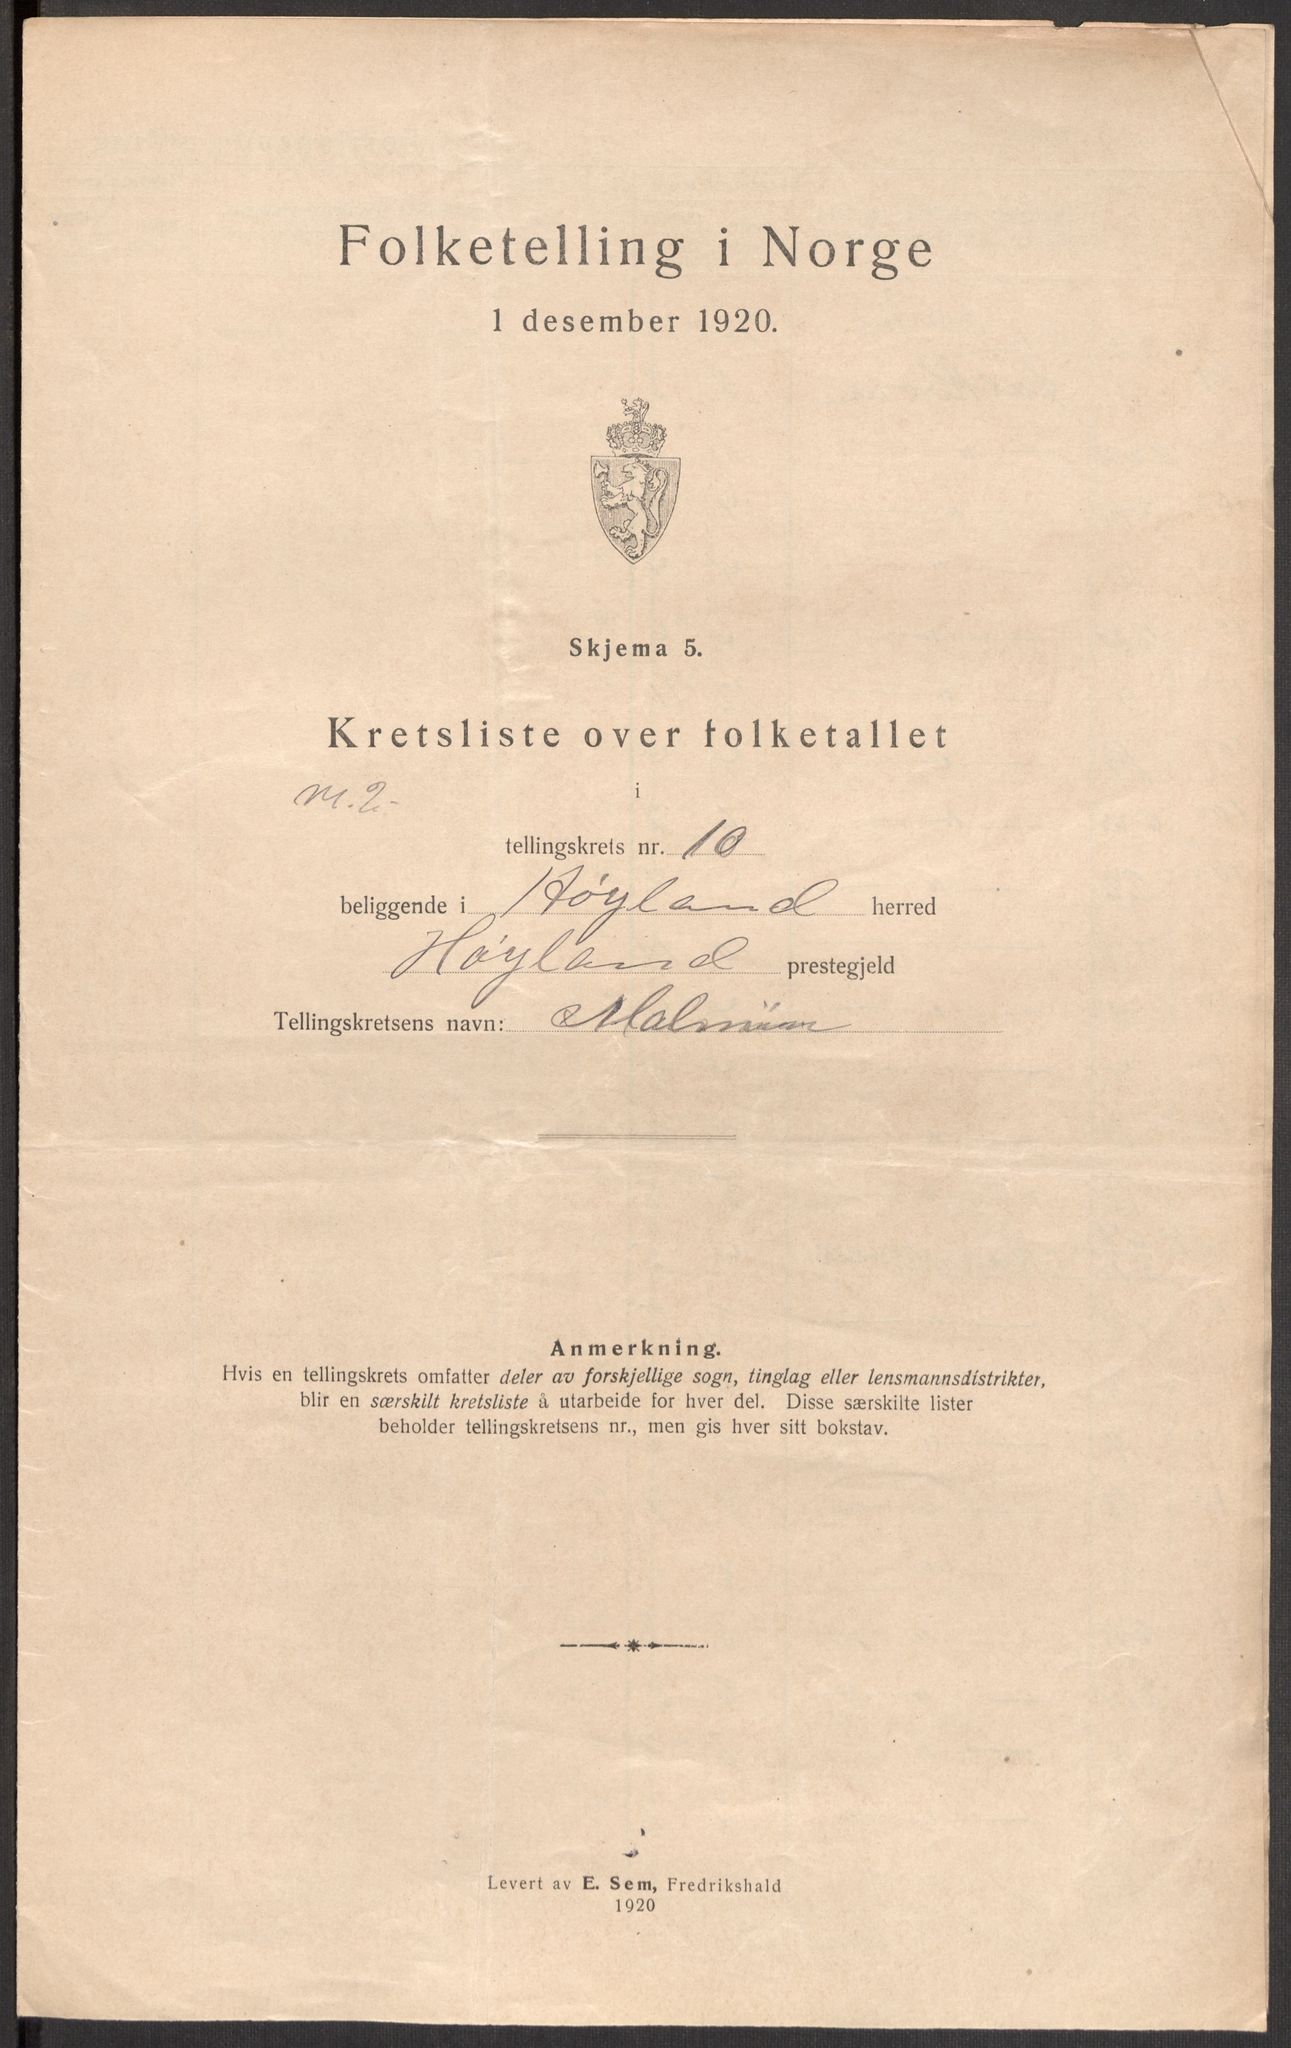 Folketelling i Norge
1 desember 1920.
Skjema 5.
Kretsliste over folketallet
i
M. 2.
tellingskrets nr. 10
beliggende i Høyland herred
Høyland prestegjeld
Tellingskretsens navn:
Anmerkning.
Hvis en tellingskrets omfatter deler av forskjellige sogn, tinglag eller lensmannsdistrikter,
blir en særskilt kretsliste å utarbeide for hver del. Disse særskilte lister
beholder tellingskretsens nr., men gis hver sitt bokstav.
Levert av E. Sem, Fredrikshald
1920